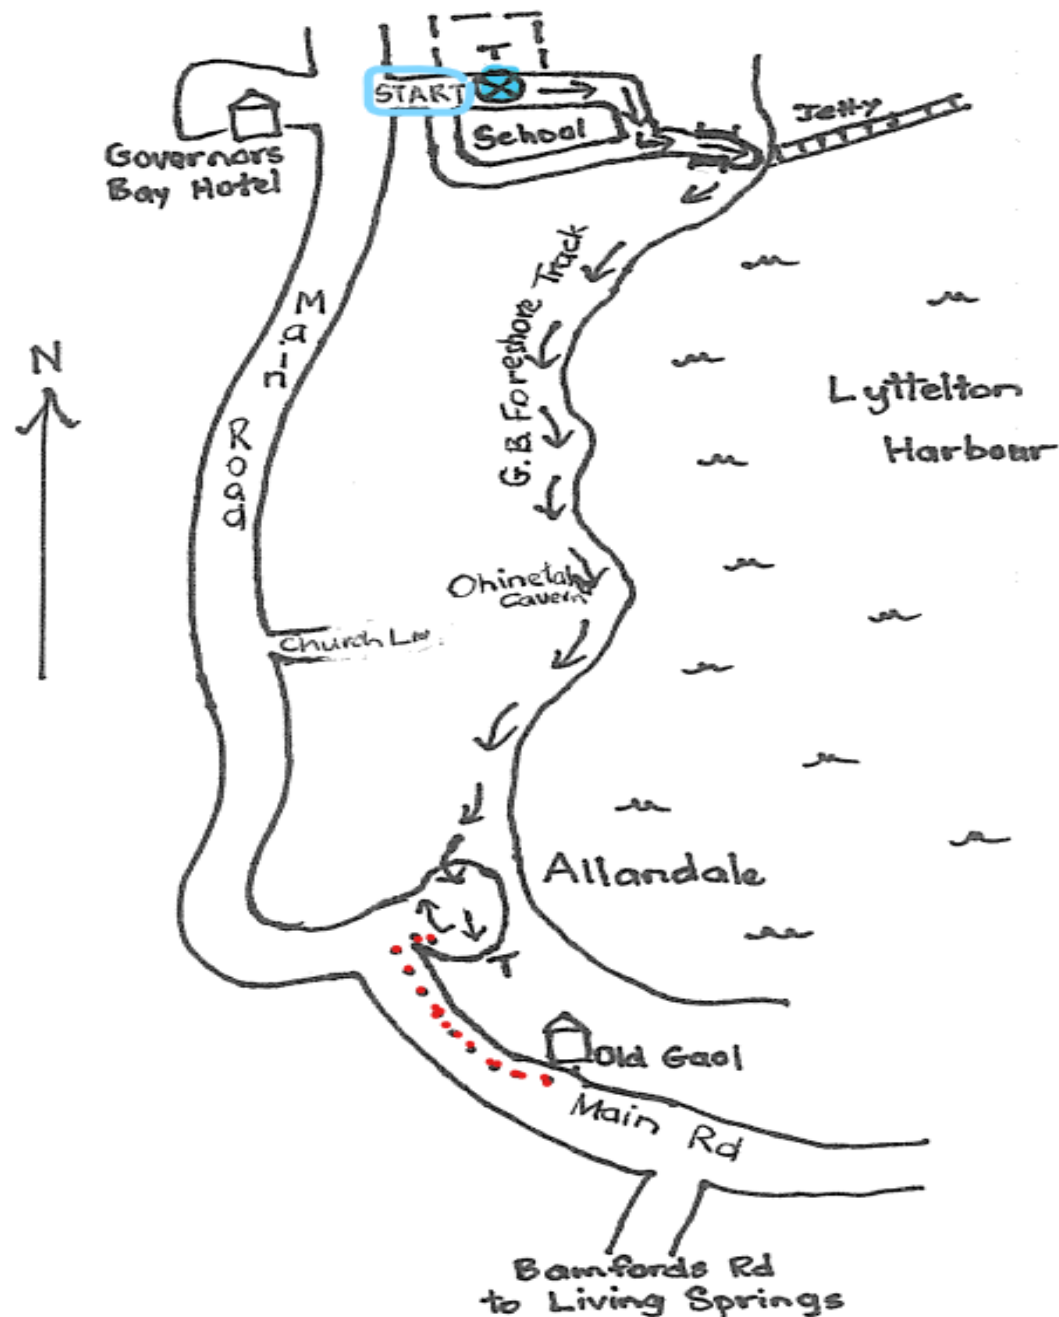 T
START
School
Jetty
Governors
Bay Hotel
G.B. Foreshore Track
Main
Road
N
Lyttelton
Harbour
Ohinetahi
Cavern
Church Ln.
Allandale
T
Old Gaol
Main Rd
Bamfords Rd
to Living Springs